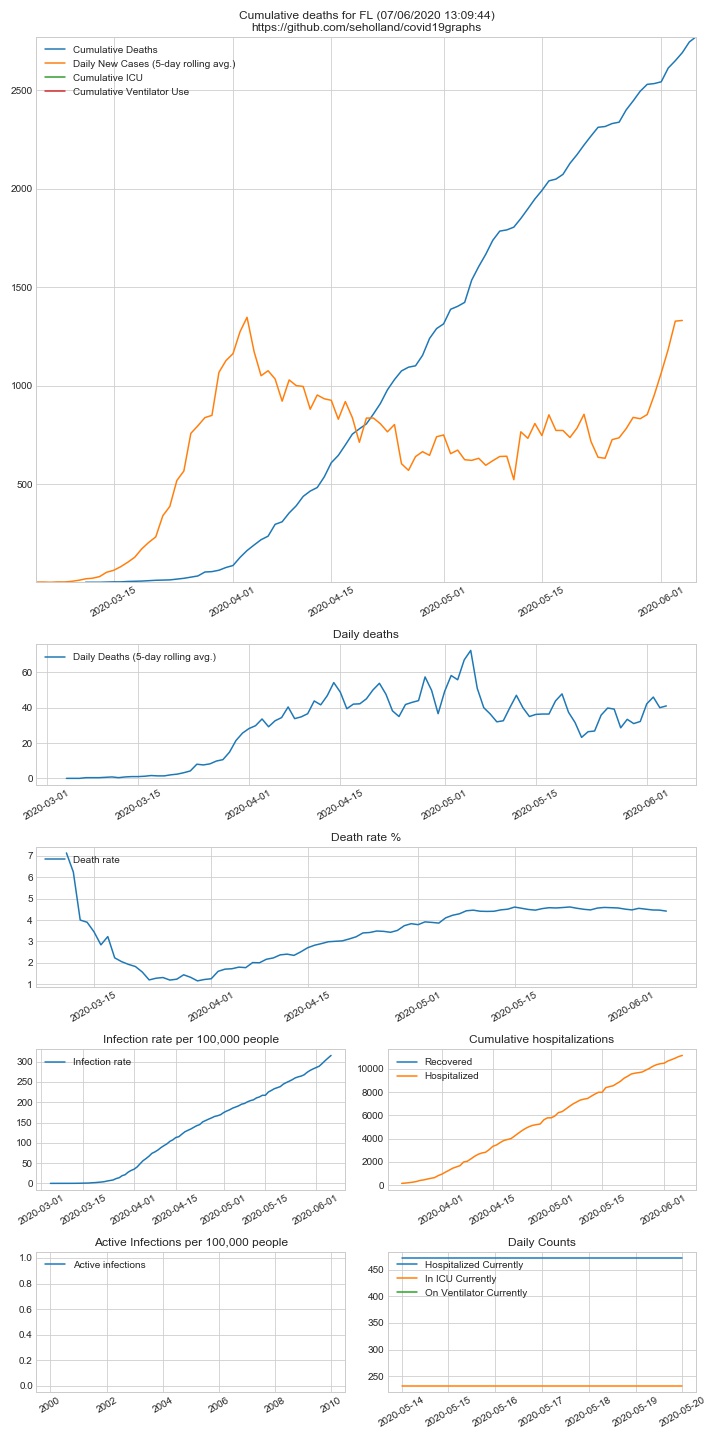 Cumulative deaths for FL (07/06/2020 13:09:44)
https://github.com/seholland/covid19graphs
Cumulative Deaths
Daily New Cases (5-day rolling avg.)
Cumulative ICU
Cumulative Ventilator Use
2500
2000
1500
1000
500
2020-03-15 2020-04-01 2020-04-15 2020-05-01 2020-05-15 2020-06-01
Daily deaths
Daily Deaths (5-day rolling avg.)
60
40
20
0
2020-03-01 2020-03-15 2020-04-01 2020-04-15 2020-05-01 2020-05-15 2020-06-01
Death rate %
Death rate
7
6
5
4
3
2
1
2020-03-15 2020-04-01 2020-04-15 2020-05-01 2020-05-15 2020-06-01
Infection rate per 100,000 people
Infection rate
300
250
200
150
100
50
0
2020-03-01 2020-03-15 2020-04-01 2020-04-15 2020-05-01 2020-05-15 2020-06-01
Cumulative hospitalizations
Recovered
Hospitalized
10000
8000
6000
4000
2000
0
2020-04-01 2020-04-15 2020-05-01 2020-05-15 2020-06-01
Active Infections per 100,000 people
Active infections
1.0
0.8
0.6
0.4
0.2
0.0
2000 2002 2004 2006 2008 2010
Daily Counts
Hospitalized Currently
In ICU Currently
On Ventilator Currently
450
400
350
300
250
2020-05-14 2020-05-15 2020-05-16 2020-05-17 2020-05-18 2020-05-19 2020-05-20